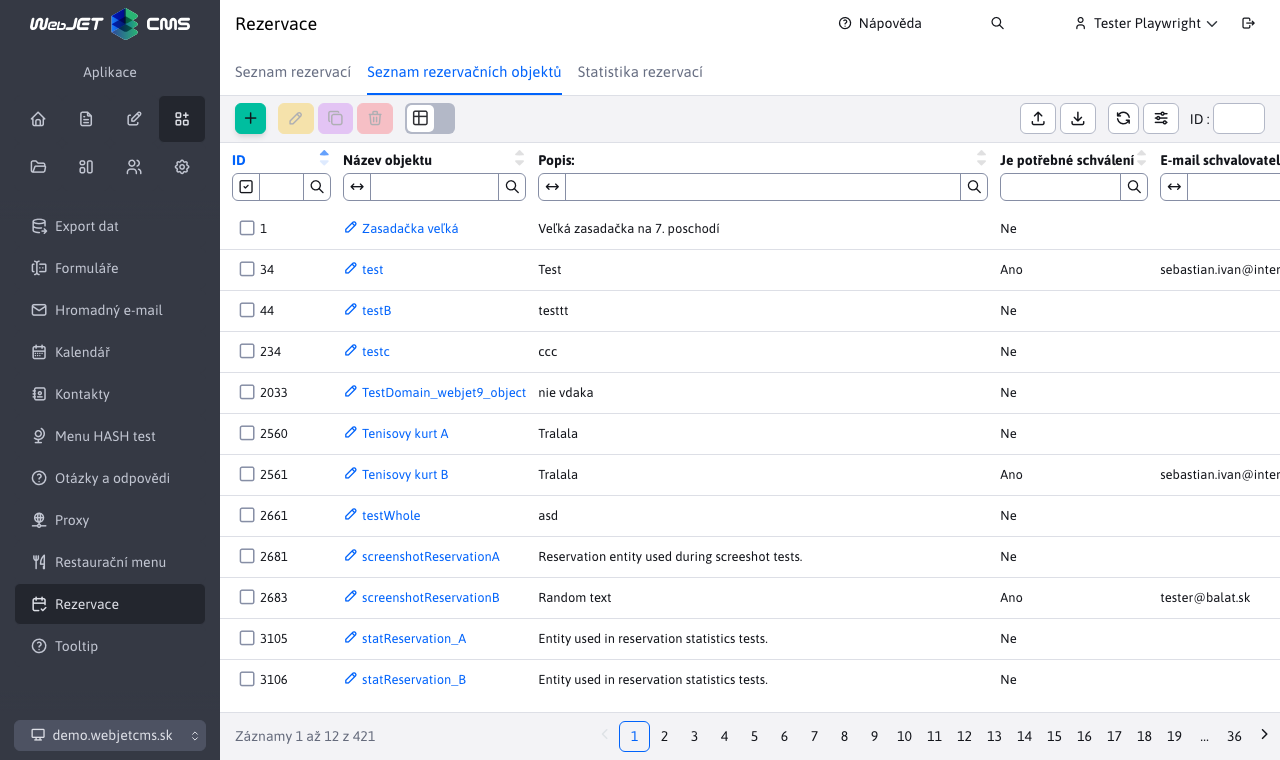 WebJET CMS
Rezervace
Nápověda
Tester Playwright
Aplikace
Seznam rezervací
Seznam rezervačních objektů
Statistika rezervací
ID :
Export dat
Formuláře
Hromadný e-mail
Kalendář
Kontakty
Menu HASH test
Otázky a odpovědi
Proxy
Restaurační menu
Rezervace
Tooltip
demo.webjetcms.sk
ID Název objektu Popis: Je potřebné schválení E-mail schvalovatel
1 Zasadačka veľká Veľká zasadačka na 7. poschodí Ne
34 test Test Ano sebastian.ivan@inter
44 testB testtt Ne
234 testc ccc Ne
2033 TestDomain_webjet9_object nie vdaka Ne
2560 Tenisovy kurt A Tralala Ne
2561 Tenisovy kurt B Tralala Ano sebastian.ivan@inter
2661 testWhole asd Ne
2681 screenshotReservationA Reservation entity used during screeshot tests. Ne
2683 screenshotReservationB Random text Ano tester@balat.sk
3105 statReservation_A Entity used in reservation statistics tests. Ne
3106 statReservation_B Entity used in reservation statistics tests. Ne
Záznamy 1 až 12 z 421
1 2 3 4 5 6 7 8 9 10 11 12 13 14 15 16 17 18 19 ... 36